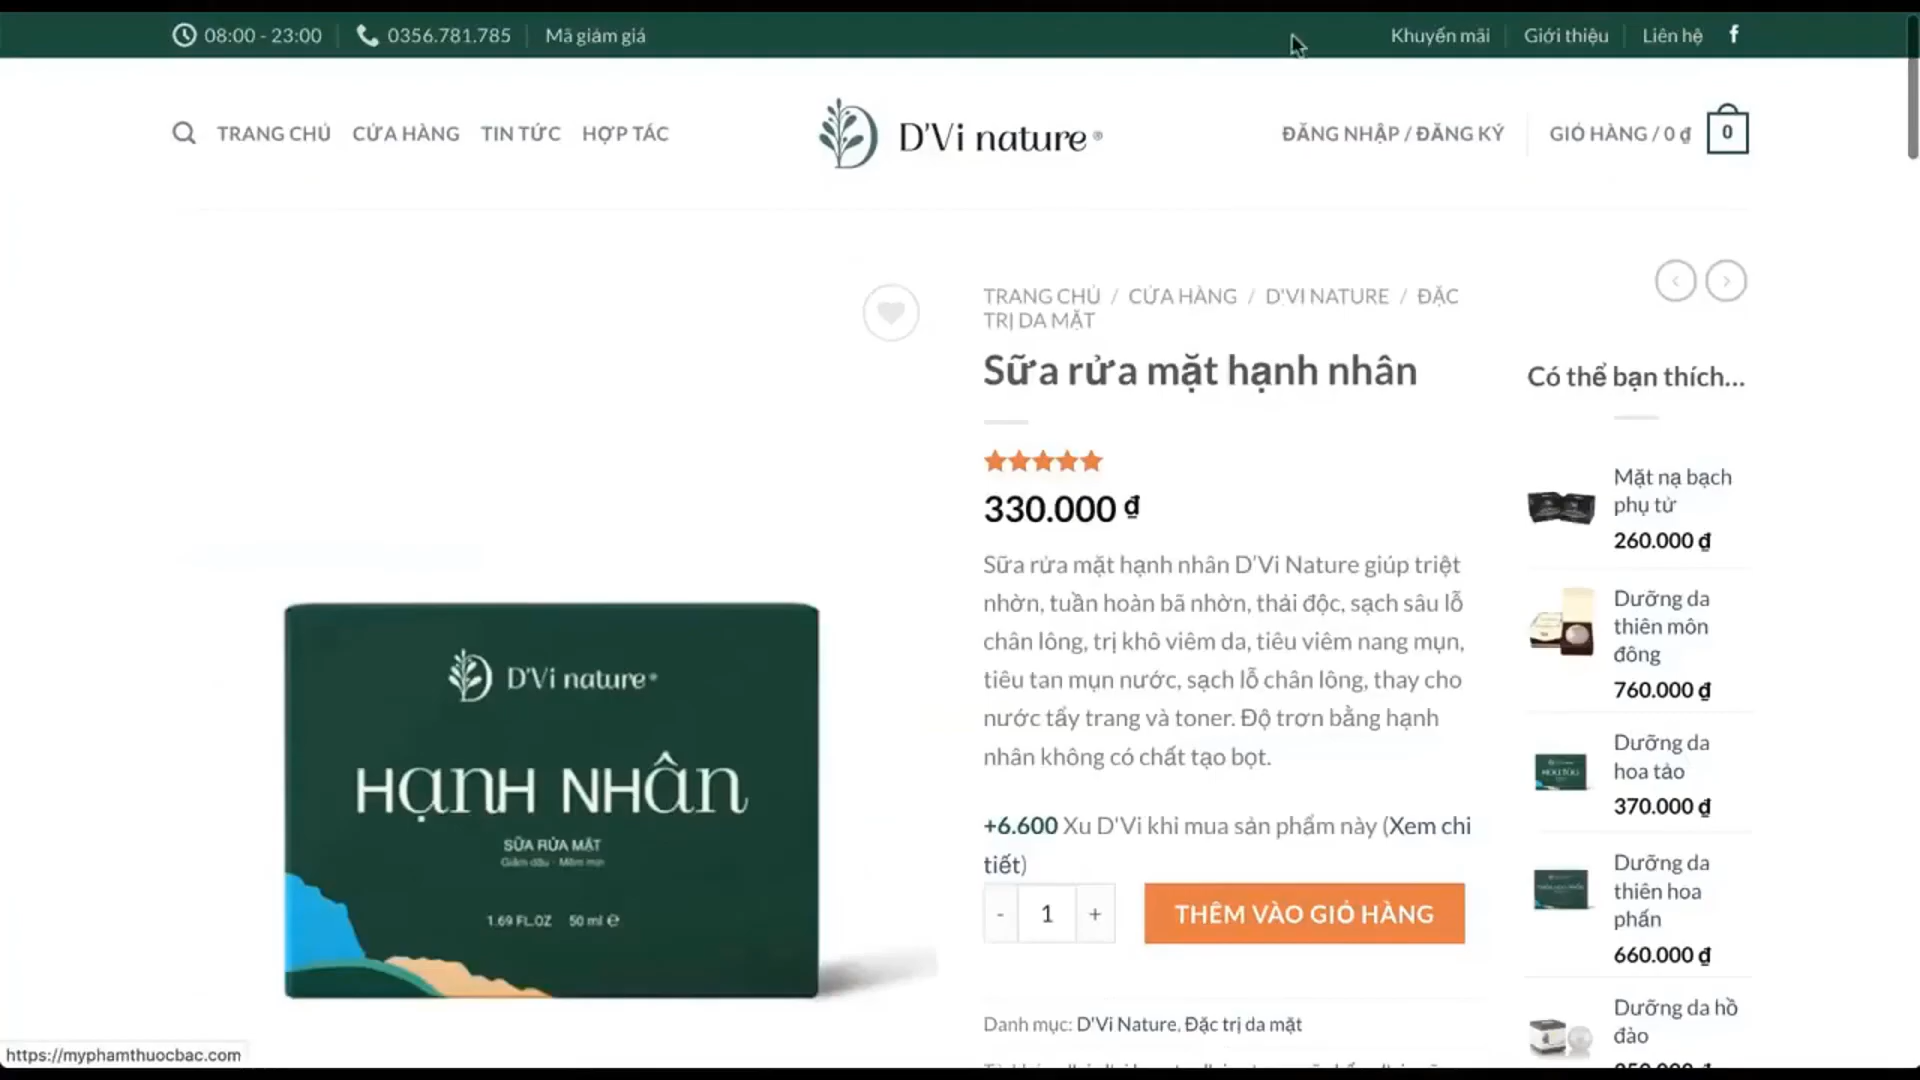 08:00 - 23:00
0356.781.785
Mã giảm giá
Khuyến mãi
Giới thiệu
Liên hệ
TRANG CHỦ
CỬA HÀNG
TIN TỨC
HỢP TÁC
D'Vi nature®
ĐĂNG NHẬP / ĐĂNG KÝ
GIỎ HÀNG / 0 ₫
0
TRANG CHỦ / CỬA HÀNG / D'VI NATURE / ĐẶC
TRỊ DA MẶT
Sữa rửa mặt hạnh nhân
330.000 ₫
Sữa rửa mặt hạnh nhân D’Vi Nature giúp triệt
nhờn, tuần hoàn bã nhờn, thải độc, sạch sâu lỗ
chân lông, trị khô viêm da, tiêu viêm nang mụn,
tiêu tan mụn nước, sạch lỗ chân lông, thay cho
nước tẩy trang và toner. Độ trơn bằng hạnh
nhân không có chất tạo bọt.
+6.600 Xu D'Vi khi mua sản phẩm này (Xem chi
tiết)
- 1 +
THÊM VÀO GIỎ HÀNG
Danh mục: D'Vi Nature, Đặc trị da mặt
Có thể bạn thích...
Mặt nạ bạch
phụ tử
260.000 ₫
Dưỡng da
thiên môn
đông
760.000 ₫
Dưỡng da
hoa tảo
370.000 ₫
Dưỡng da
thiên hoa
phấn
660.000 ₫
Dưỡng da hồ
đào
D'Vi nature®
HẠNH NHÂN
SỮA RỬA MẶT
Giảm dầu - Mềm mịn
1.69 FL.OZ 50 ml ℮
https://myphamthuocbac.com